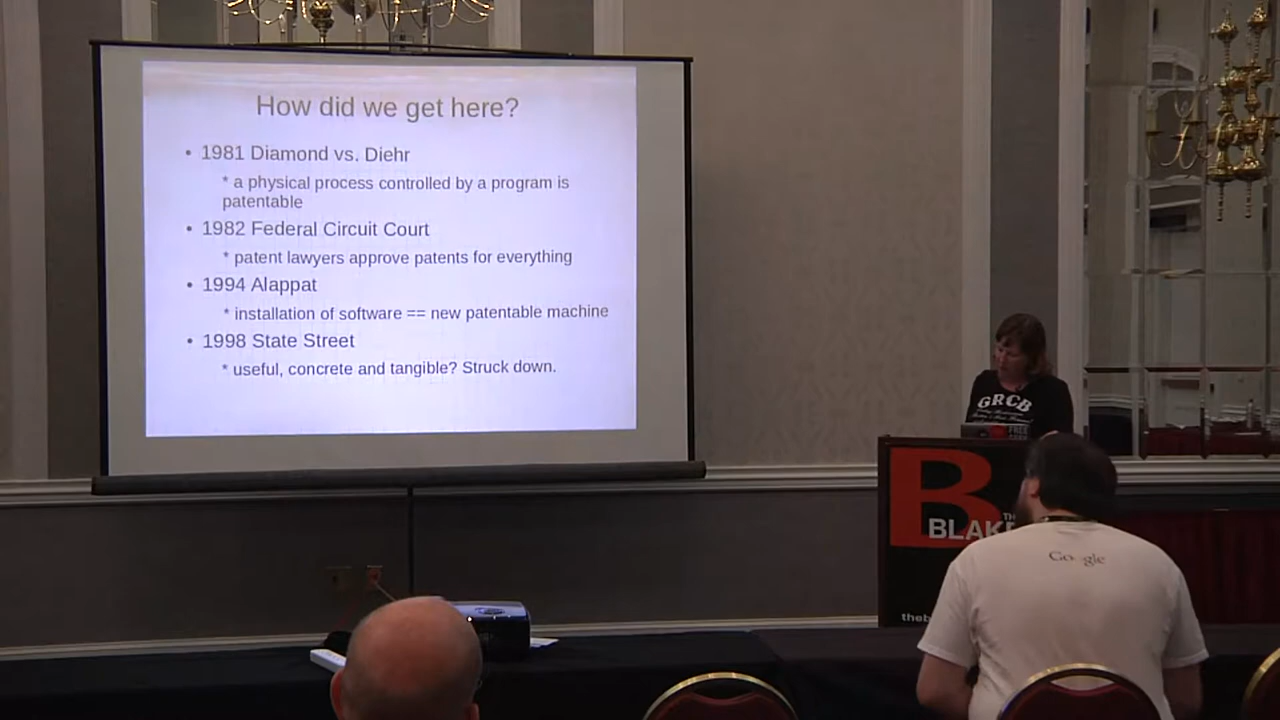 How did we get here?
• 1981 Diamond vs. Diehr
* a physical process controlled by a program is
patentable
• 1982 Federal Circuit Court
* patent lawyers approve patents for everything
• 1994 Alappat
* installation of software == new patentable machine
• 1998 State Street
* useful, concrete and tangible? Struck down.
GRCB
B
TH
BLAKE
theb
Google